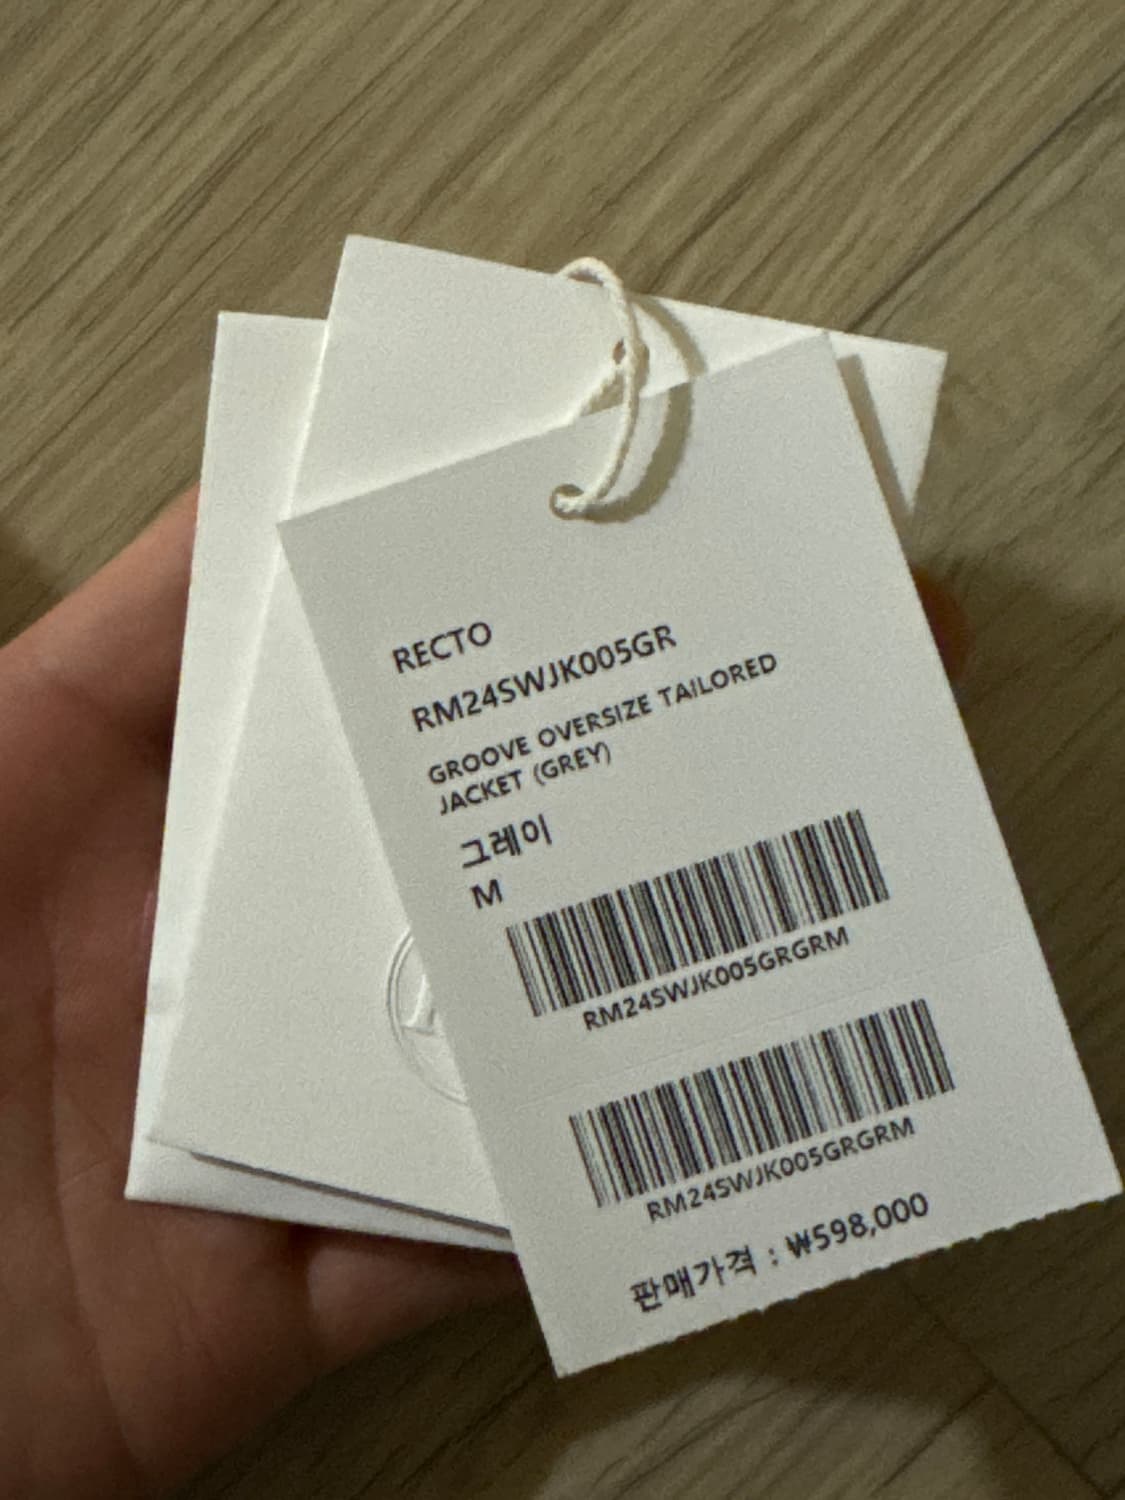 RECTO
RM24SWJK005GR
GROOVE OVERSIZE TAILORED
JACKET (GREY)
그레이
M
RM24SWJK005GRGRM
RM24SWJK005GRGRM
판매가격 : ₩598,000